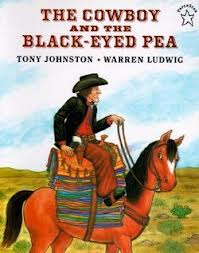 THE COWBOY
AND THE
BLACK-EYED PEA
TONY JOHNSTON • WARREN LUDWIG